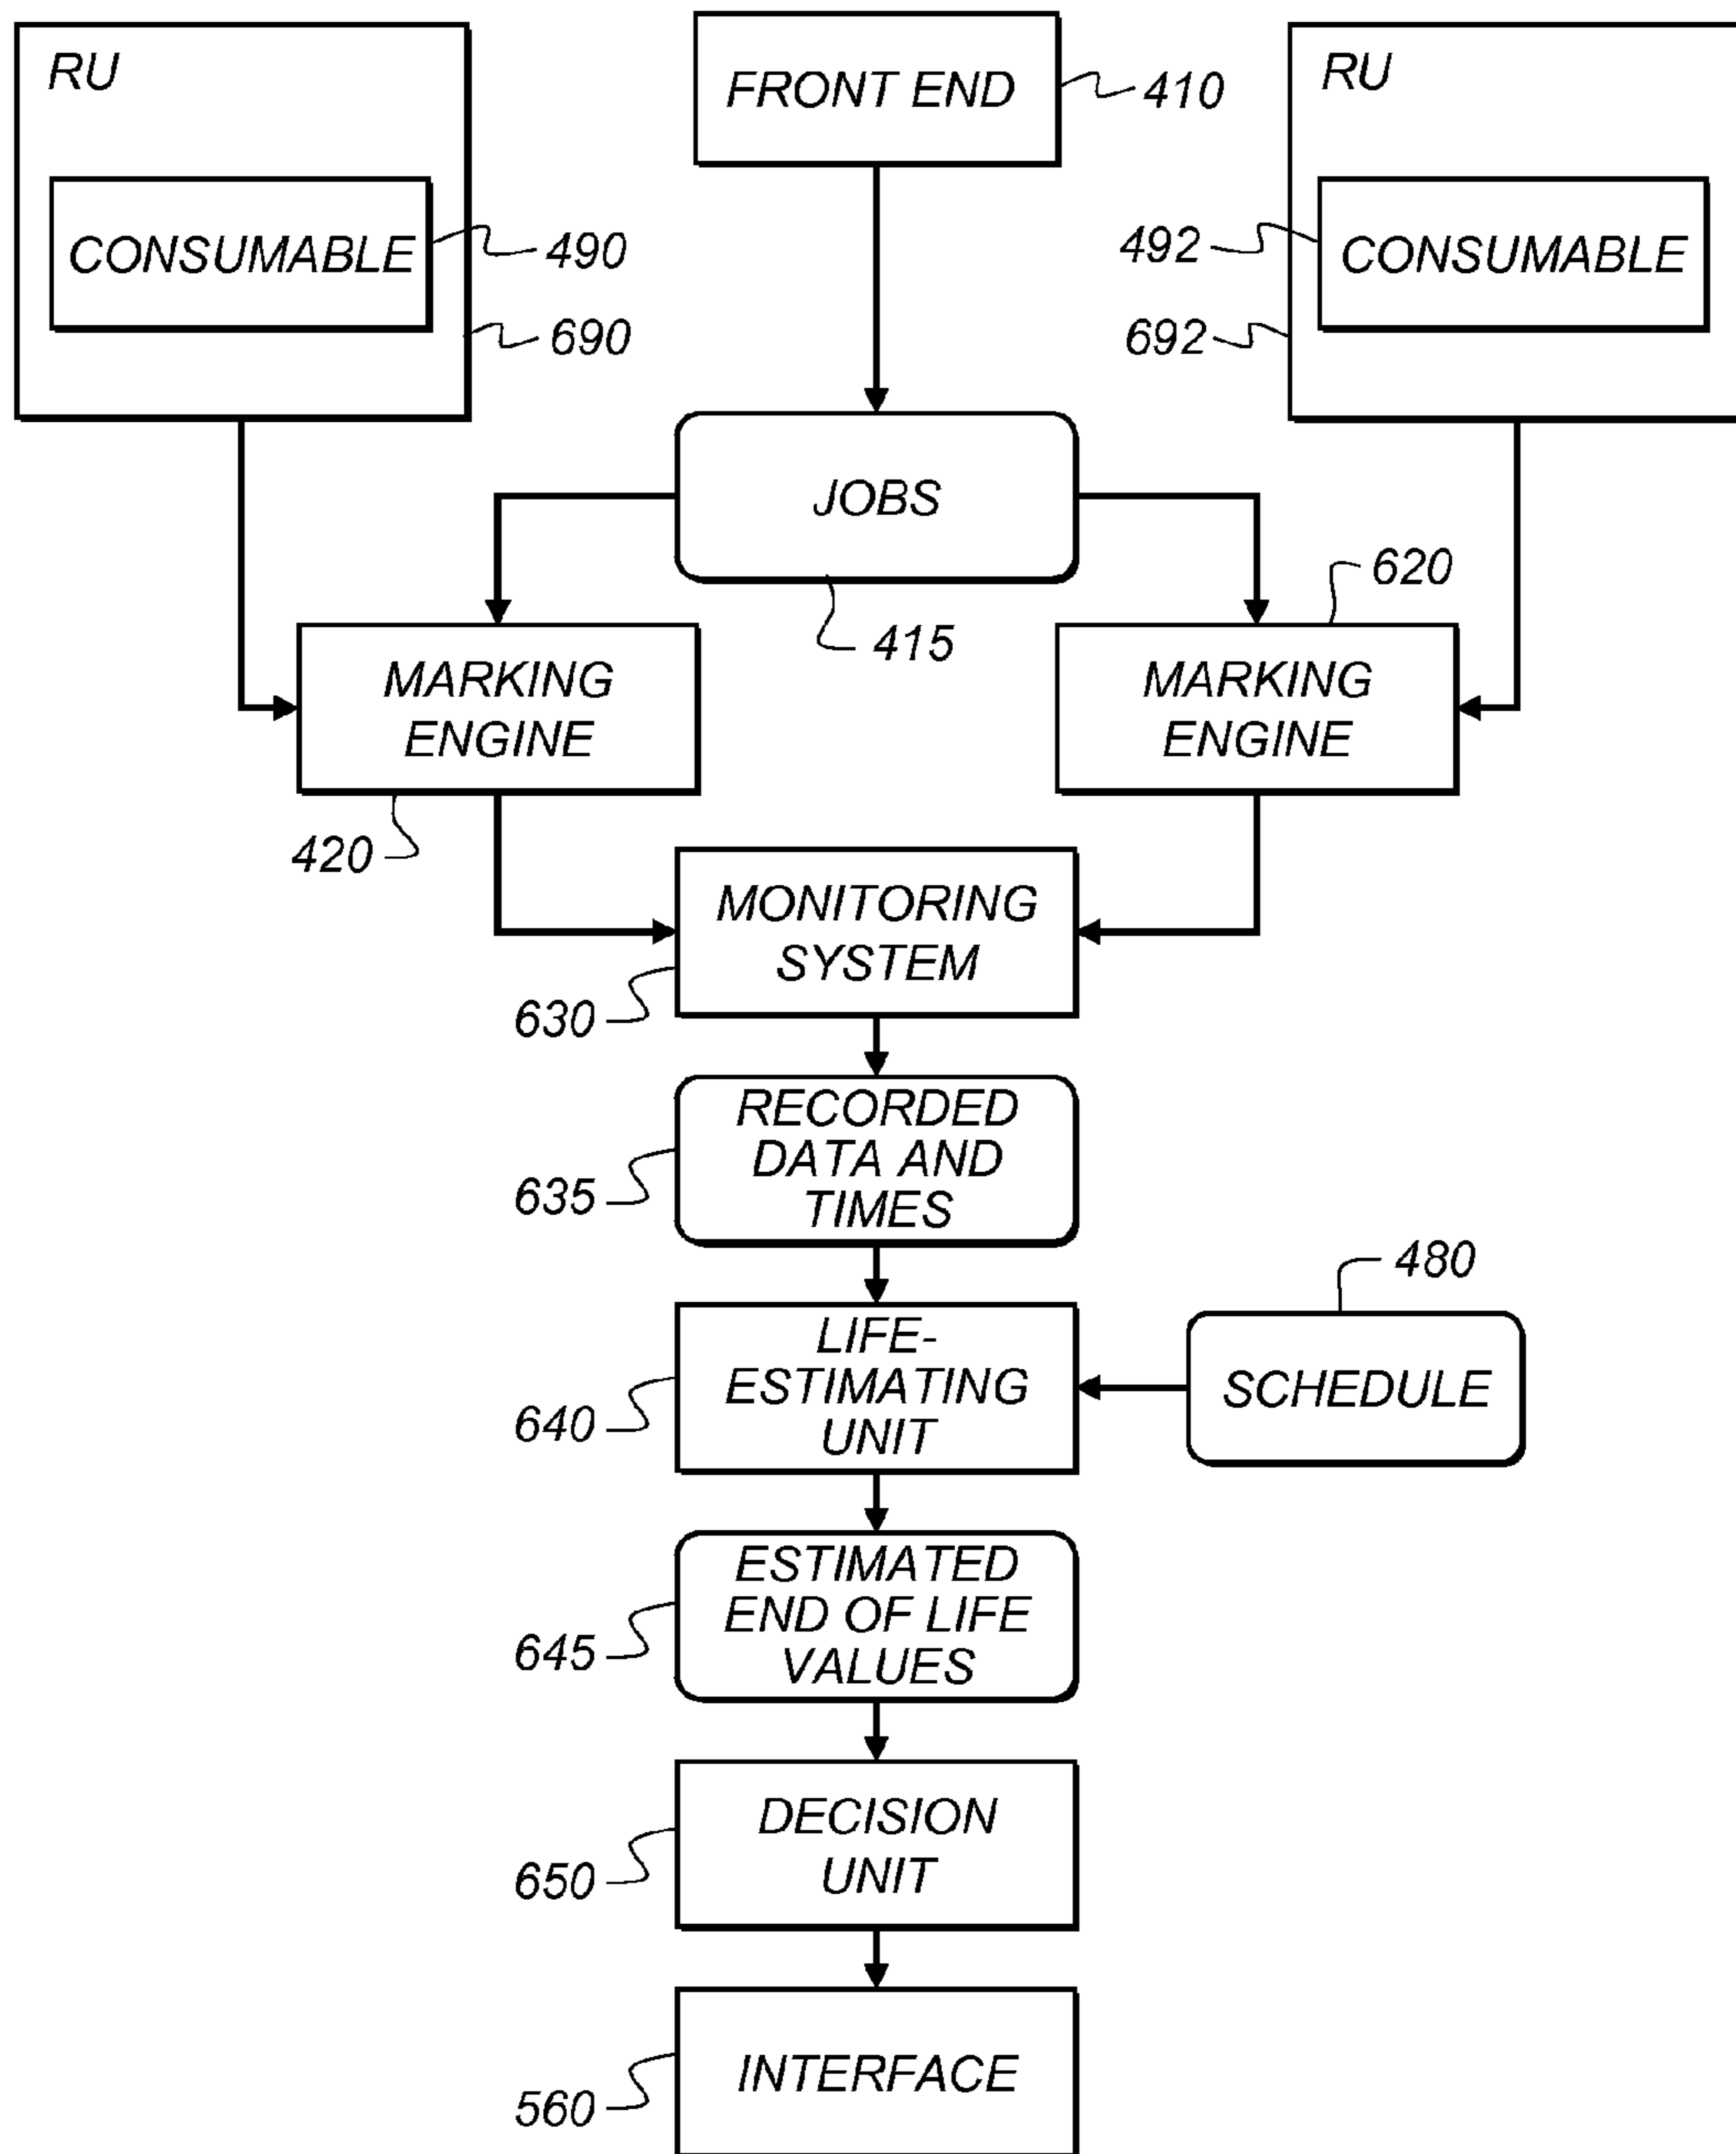 RU
CONSUMABLE
490
690
FRONT END
410
RU
492
CONSUMABLE
692
JOBS
415
620
MARKING
ENGINE
420
MARKING
ENGINE
MONITORING
SYSTEM
630
RECORDED
DATA AND
TIMES
635
480
LIFE-
ESTIMATING
UNIT
640
SCHEDULE
ESTIMATED
END OF LIFE
VALUES
645
DECISION
UNIT
650
INTERFACE
560